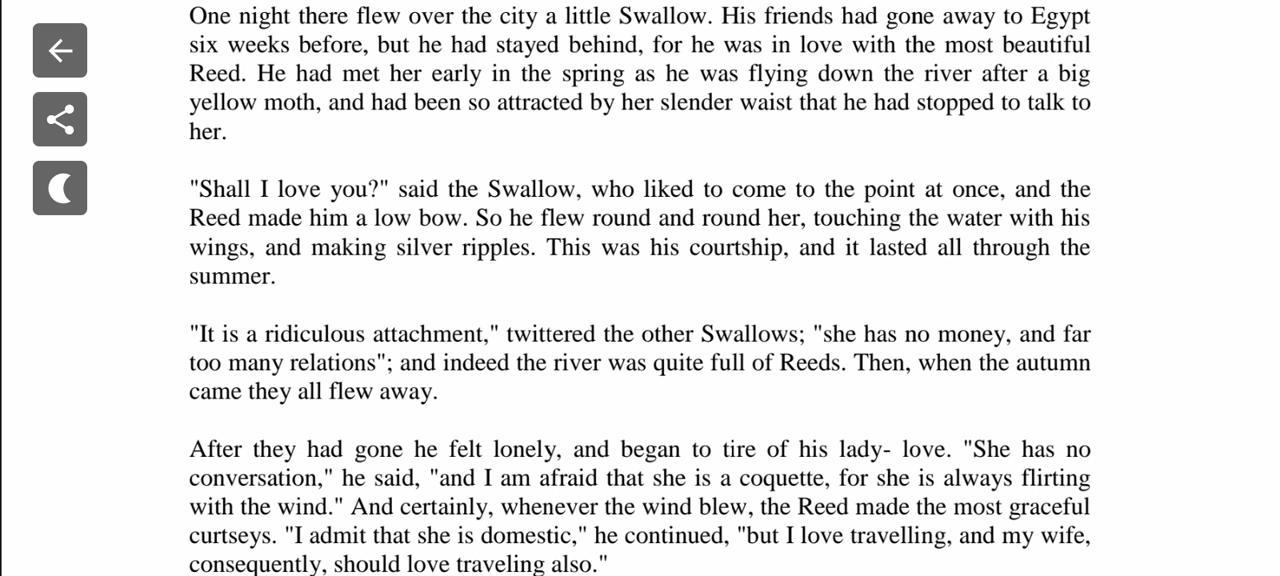 One night there flew over the city a little Swallow. His friends had gone away to Egypt
six weeks before, but he had stayed behind, for he was in love with the most beautiful
Reed. He had met her early in the spring as he was flying down the river after a big
yellow moth, and had been so attracted by her slender waist that he had stopped to talk to
her.
"Shall I love you?" said the Swallow, who liked to come to the point at once, and the
Reed made him a low bow. So he flew round and round her, touching the water with his
wings, and making silver ripples. This was his courtship, and it lasted all through the
summer.
"It is a ridiculous attachment," twittered the other Swallows; "she has no money, and far
too many relations"; and indeed the river was quite full of Reeds. Then, when the autumn
came they all flew away.
After they had gone he felt lonely, and began to tire of his lady- love. "She has no
conversation," he said, "and I am afraid that she is a coquette, for she is always flirting
with the wind." And certainly, whenever the wind blew, the Reed made the most graceful
curtseys. "I admit that she is domestic," he continued, "but I love travelling, and my wife,
consequently, should love traveling also."